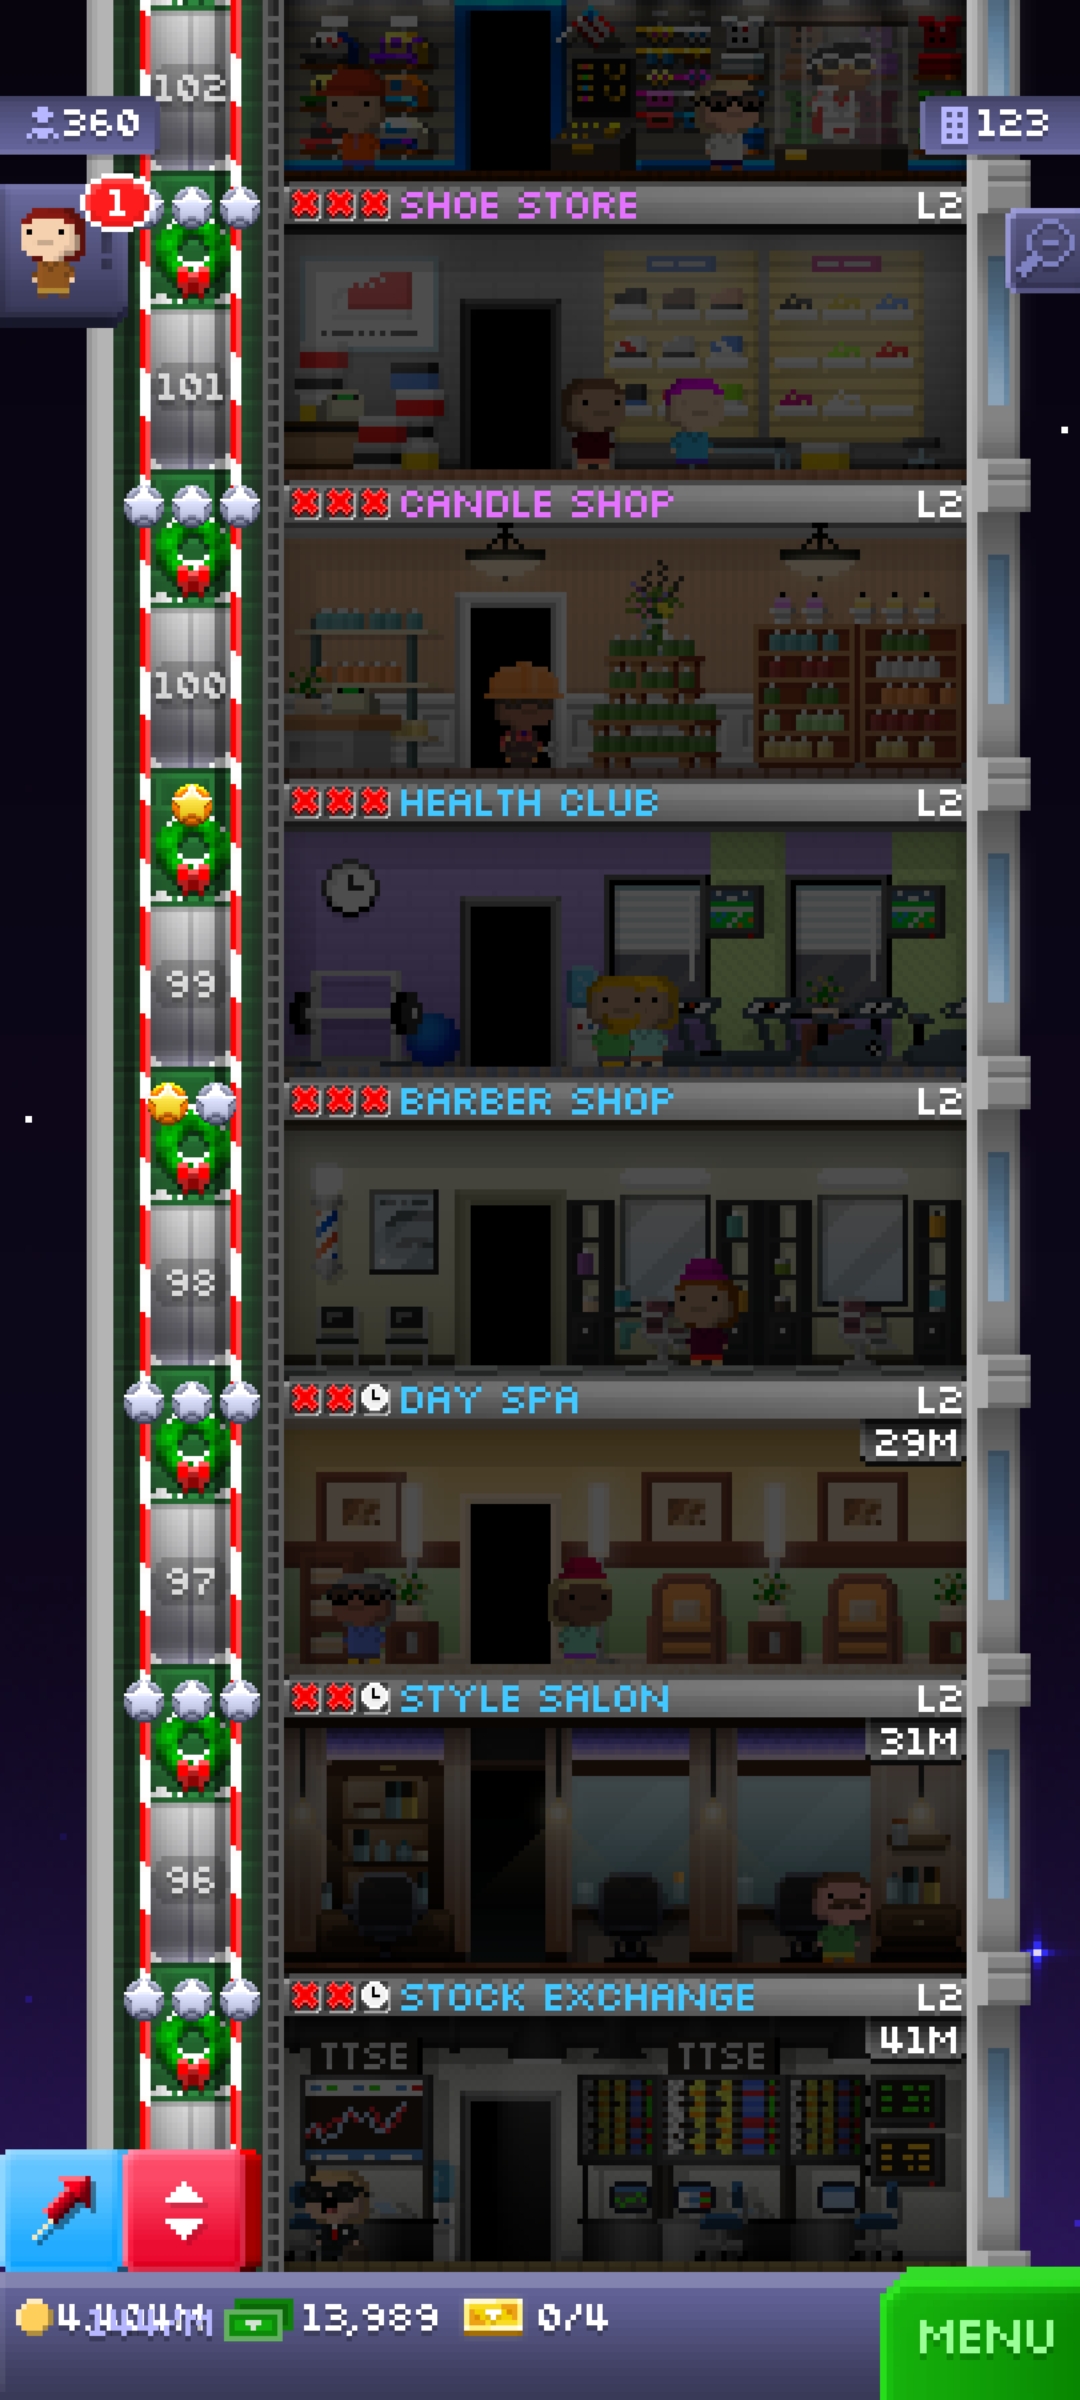 102
360
123
1
SHOE STORE L2
101
CANDLE SHOP L2
100
HEALTH CLUB L2
99
BARBER SHOP L2
98
DAY SPA L2
29M
97
STYLE SALON L2
31M
96
STOCK EXCHANGE L2
41M
TTSE TTSE
4.404M 13,989 0/4
MENU